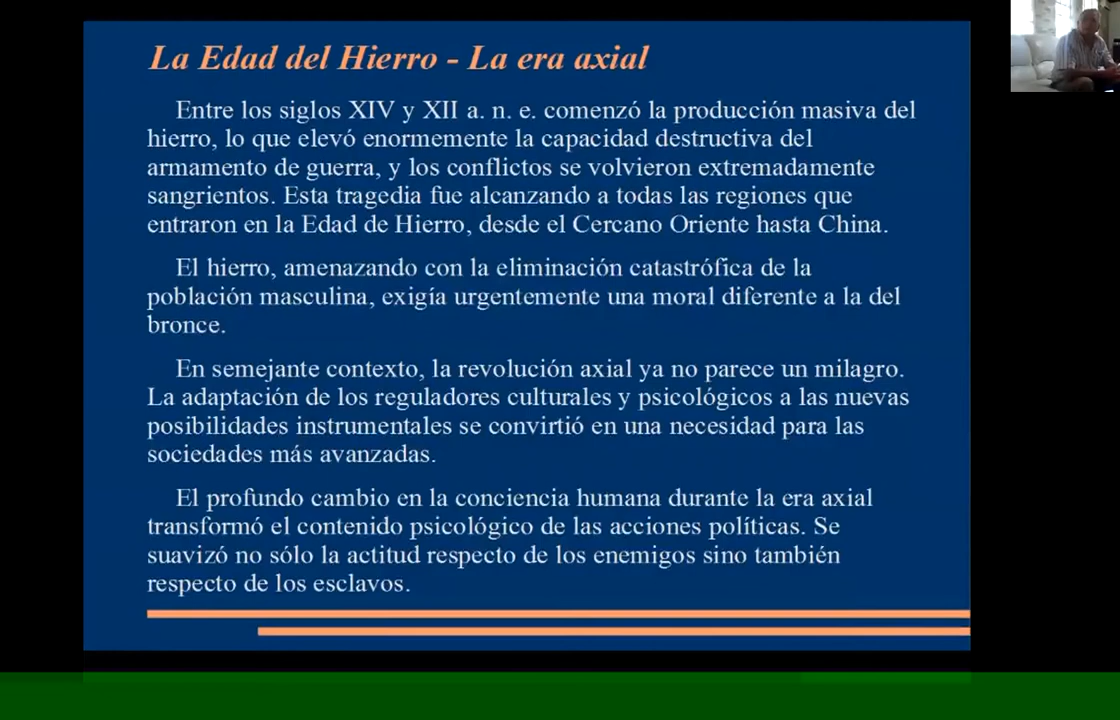 La Edad del Hierro - La era axial
Entre los siglos XIV y XII a. n. e. comenzó la producción masiva del
hierro, lo que elevó enormemente la capacidad destructiva del
armamento de guerra, y los conflictos se volvieron extremadamente
sangrientos. Esta tragedia fue alcanzando a todas las regiones que
entraron en la Edad de Hierro, desde el Cercano Oriente hasta China.
El hierro, amenazando con la eliminación catastrófica de la
población masculina, exigía urgentemente una moral diferente a la del
bronce.
En semejante contexto, la revolución axial ya no parece un milagro.
La adaptación de los reguladores culturales y psicológicos a las nuevas
posibilidades instrumentales se convirtió en una necesidad para las
sociedades más avanzadas.
El profundo cambio en la conciencia humana durante la era axial
transformó el contenido psicológico de las acciones políticas. Se
suavizó no sólo la actitud respecto de los enemigos sino también
respecto de los esclavos.